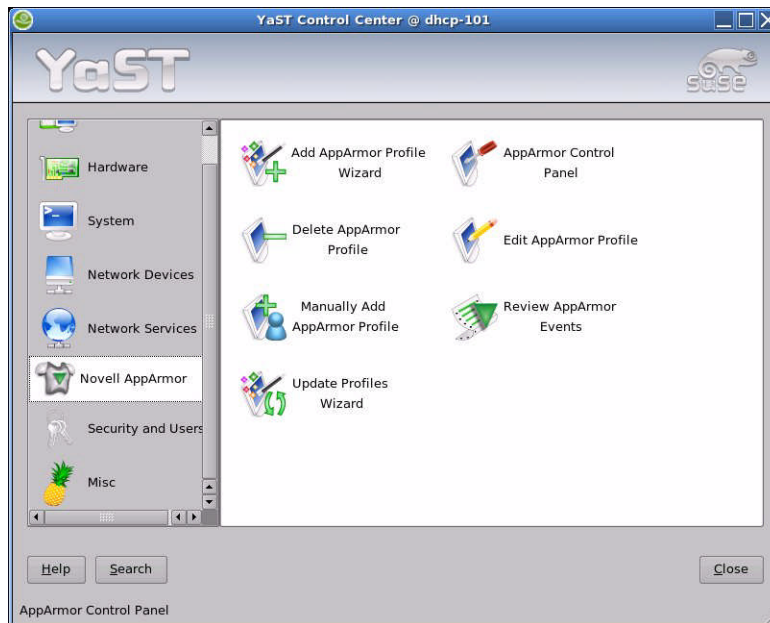 YaST Control Center @ dhcp-101
YaST
SUSE
Hardware
System
Network Devices
Network Services
Novell AppArmor
Security and Users
Misc
Add AppArmor Profile
Wizard
AppArmor Control
Panel
Delete AppArmor
Profile
Edit AppArmor Profile
Manually Add
AppArmor Profile
Review AppArmor
Events
Update Profiles
Wizard
Help
Search
Close
AppArmor Control Panel